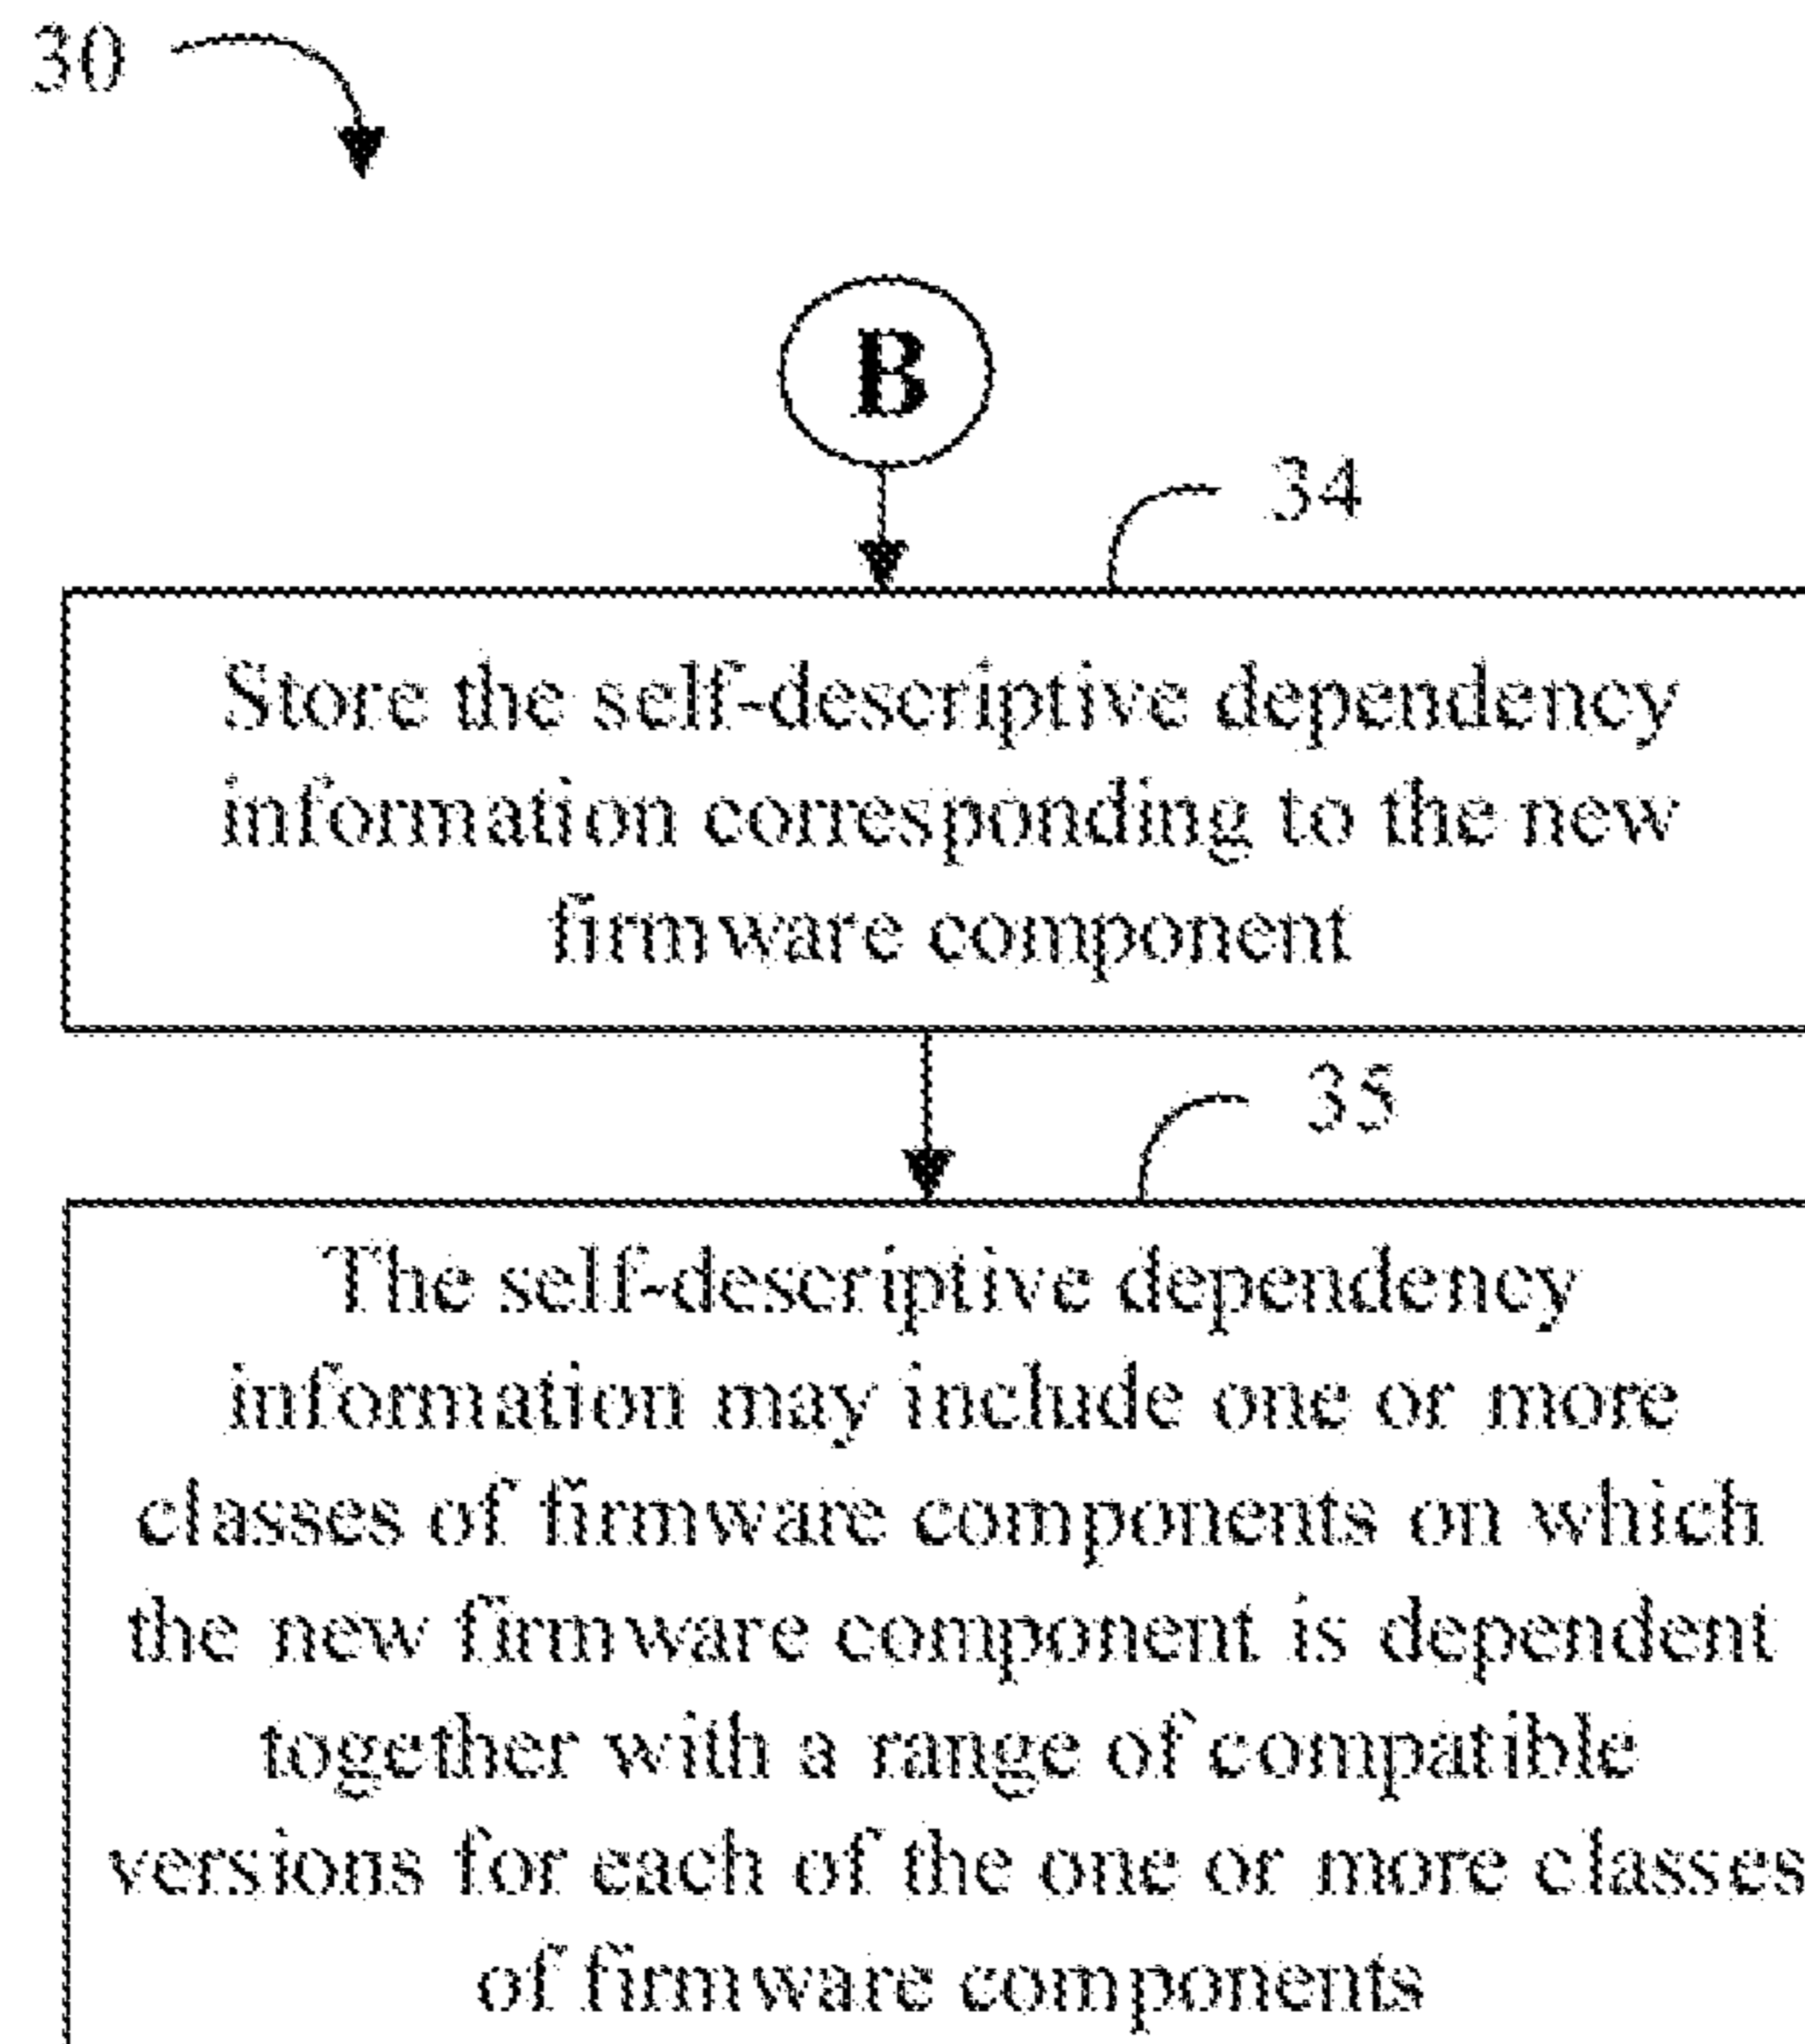 30
B
34
Store the self-descriptive dependency
information corresponding to the new
firmware component
35
The self-descriptive dependency
information may include one or more
classes of firmware components on which
the new firmware component is dependent
together with a range of compatible
versions for each of the one or more classes
of firmware components